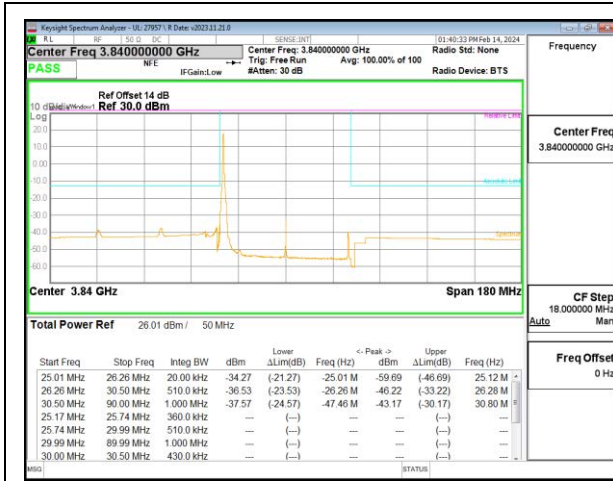 Keysight Spectrum Analyzer - UL: 27957 \ R Date: v2023.11.21.0
RL RF 50 Ω DC SENSE:INT 01:40:33 PM Feb 14, 2024
Center Freq 3.840000000 GHz Center Freq: 3.840000000 GHz Radio Std: None
NFE Trig: Free Run Avg: 100.00% of 100
PASS IFGain:Low #Atten: 30 dB Radio Device: BTS
Ref Offset 14 dB
10 dB/div Window1 Ref 30.0 dBm
Log
Relative Limit
20.0
10.0
0.00
-10.0
Absolute Limit
-20.0
-30.0
-40.0
Spectrum
-50.0
-60.0
Center 3.84 GHz Span 180 MHz
Total Power Ref 26.01 dBm / 50 MHz
Lower <- Peak -> Upper
Start Freq Stop Freq Integ BW dBm ΔLim(dB) Freq (Hz) dBm ΔLim(dB) Freq (Hz)
25.01 MHz 26.26 MHz 20.00 kHz -34.27 (-21.27) -25.01 M -59.69 (-46.69) 25.12 M
26.26 MHz 30.50 MHz 510.0 kHz -36.53 (-23.53) -26.26 M -46.22 (-33.22) 26.28 M
30.50 MHz 90.00 MHz 1.000 MHz -37.57 (-24.57) -47.46 M -43.17 (-30.17) 30.80 M
25.17 MHz 25.74 MHz 360.0 kHz --- (---) --- (---)
25.74 MHz 29.99 MHz 510.0 kHz --- (---) --- (---)
29.99 MHz 89.99 MHz 1.000 MHz --- (---) --- (---)
30.00 MHz 30.50 MHz 430.0 kHz --- (---) --- (---)
MSG STATUS
Frequency
Center Freq
3.840000000 GHz
CF Step
18.000000 MHz
Auto Man
Freq Offset
0 Hz